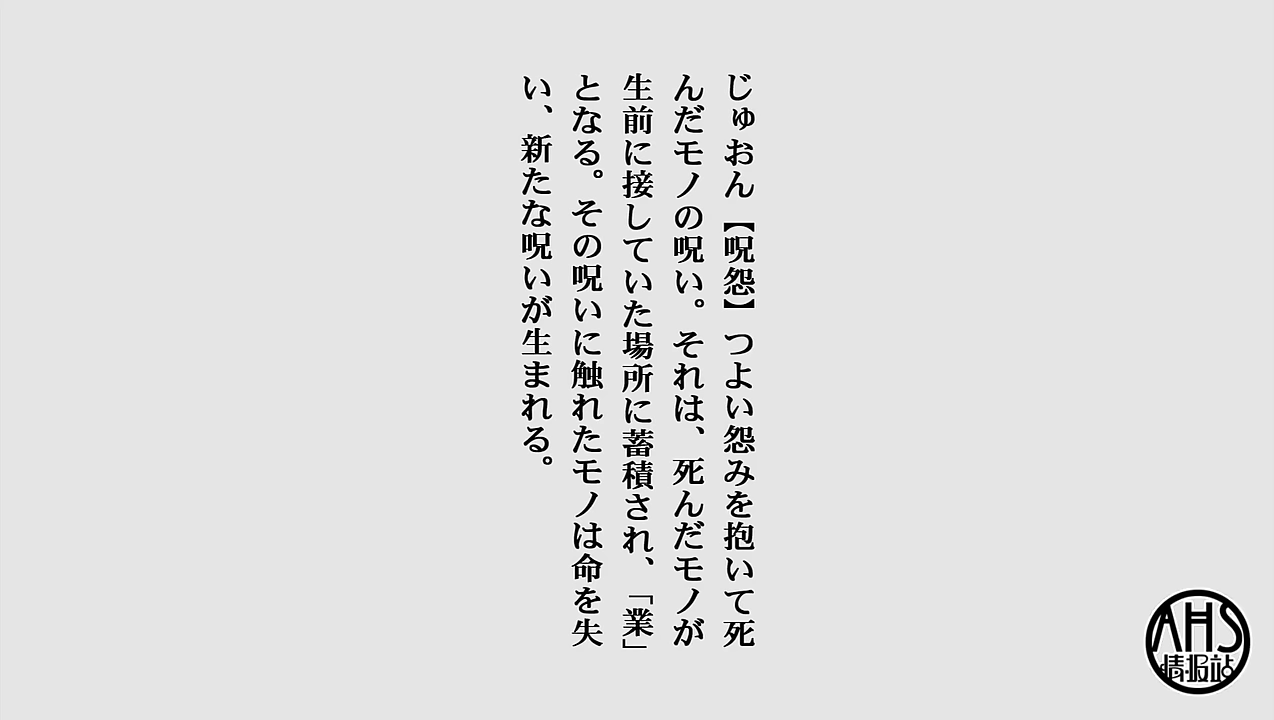 じゅおん【呪怨】つよい怨みを抱いて死
んだモノの呪い。それは、死んだモノが
生前に接していた場所に蓄積され、「業」
となる。その呪いに触れたモノは命を失
い、新たな呪いが生まれる。
AHS
情报站